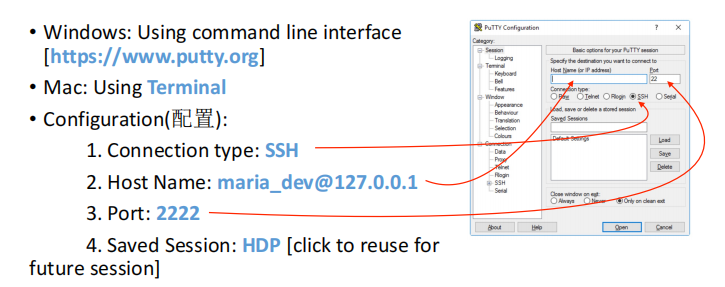 • Windows: Using command line interface
[https://www.putty.org]
• Mac: Using Terminal
• Configuration(配置):
1. Connection type: SSH
2. Host Name: maria_dev@127.0.0.1
3. Port: 2222
4. Saved Session: HDP [click to reuse for
future session]
PuTTY Configuration
? ×
Category:
Session
Logging
Terminal
Keyboard
Bell
Features
Window
Appearance
Behaviour
Translation
Selection
Colours
Connection
Data
Proxy
Telnet
Rlogin
SSH
Serial
Basic options for your PuTTY session
Specify the destination you want to connect to
Host Name (or IP address) Port
22
Connection type:
Raw Telnet Rlogin SSH Serial
Load, save or delete a stored session
Saved Sessions
Default Settings
Load
Save
Delete
Close window on exit:
Always Never Only on clean exit
About Help Open Cancel